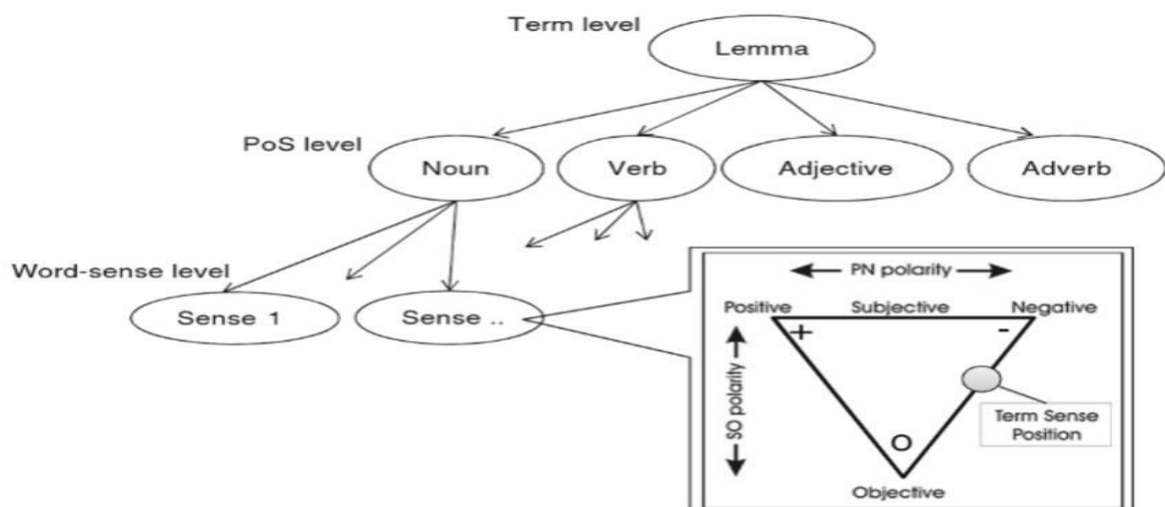 Term level
Lemma
PoS level
Noun
Verb
Adjective
Adverb
Word-sense level
Sense 1
Sense ..
PN polarity
Positive
Subjective
Negative
+
-
SO polarity
Term Sense
Position
O
Objective